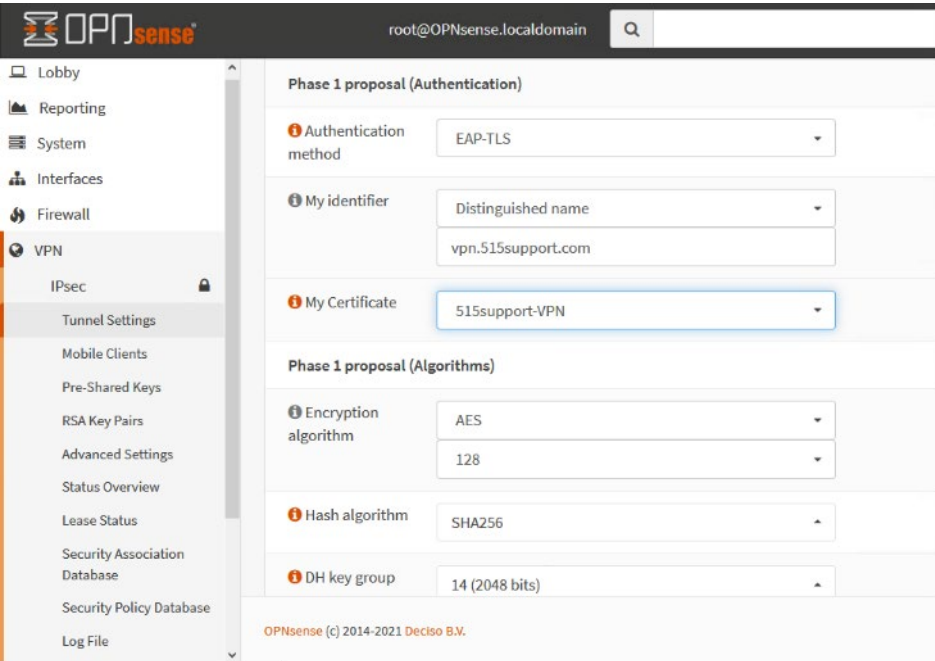 OPNsense
root@OPNsense.localdomain
Lobby
Reporting
System
Interfaces
Firewall
VPN
IPsec
Tunnel Settings
Mobile Clients
Pre-Shared Keys
RSA Key Pairs
Advanced Settings
Status Overview
Lease Status
Security Association
Database
Security Policy Database
Log File
Phase 1 proposal (Authentication)
Authentication
method
EAP-TLS
My identifier
Distinguished name
vpn.515support.com
My Certificate
515support-VPN
Phase 1 proposal (Algorithms)
Encryption
algorithm
AES
128
Hash algorithm
SHA256
DH key group
14 (2048 bits)
OPNsense (c) 2014-2021 Deciso B.V.